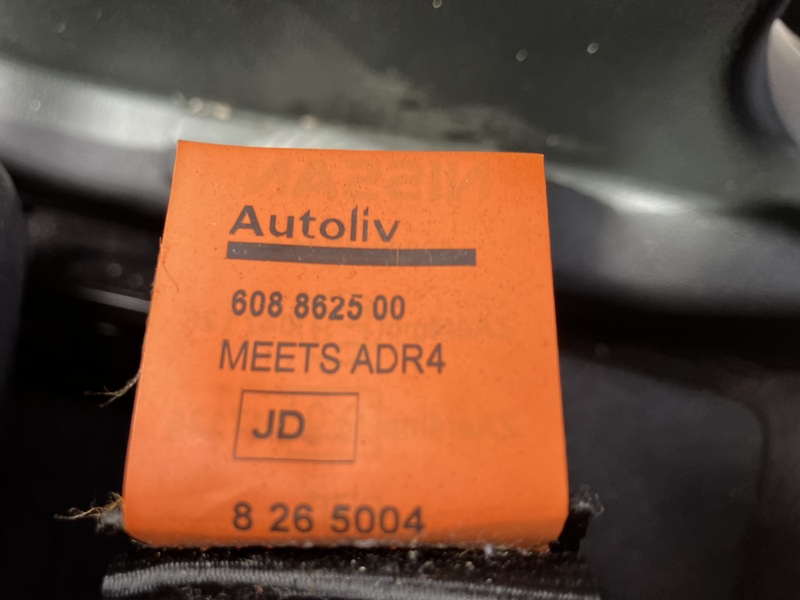 Autoliv
608 8625 00
MEETS ADR4
JD
8 26 5004